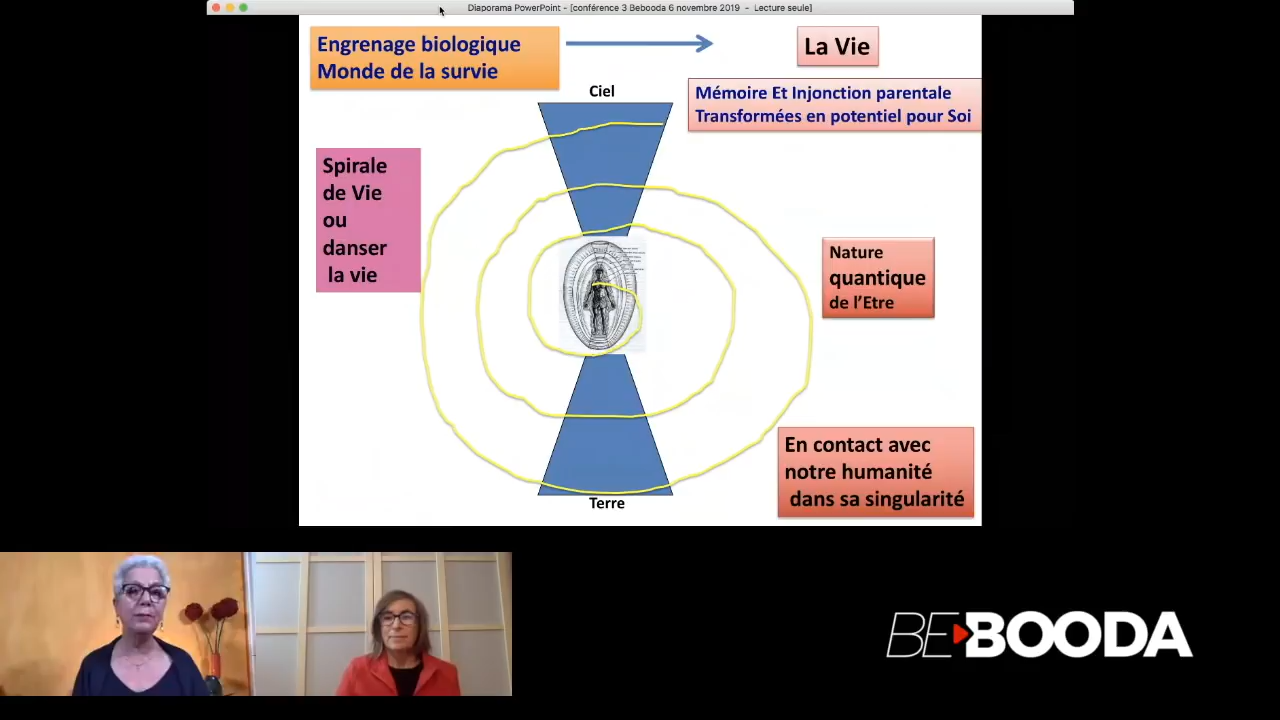 Diaporama PowerPoint - [conférence 3 Bebooda 6 novembre 2019 - Lecture seule]
Engrenage biologique
Monde de la survie
La Vie
Ciel
Mémoire Et Injonction parentale
Transformées en potentiel pour Soi
Spirale
de Vie
ou
danser
la vie
Nature
quantique
de l'Etre
En contact avec
notre humanité
dans sa singularité
Terre
BEBOODA